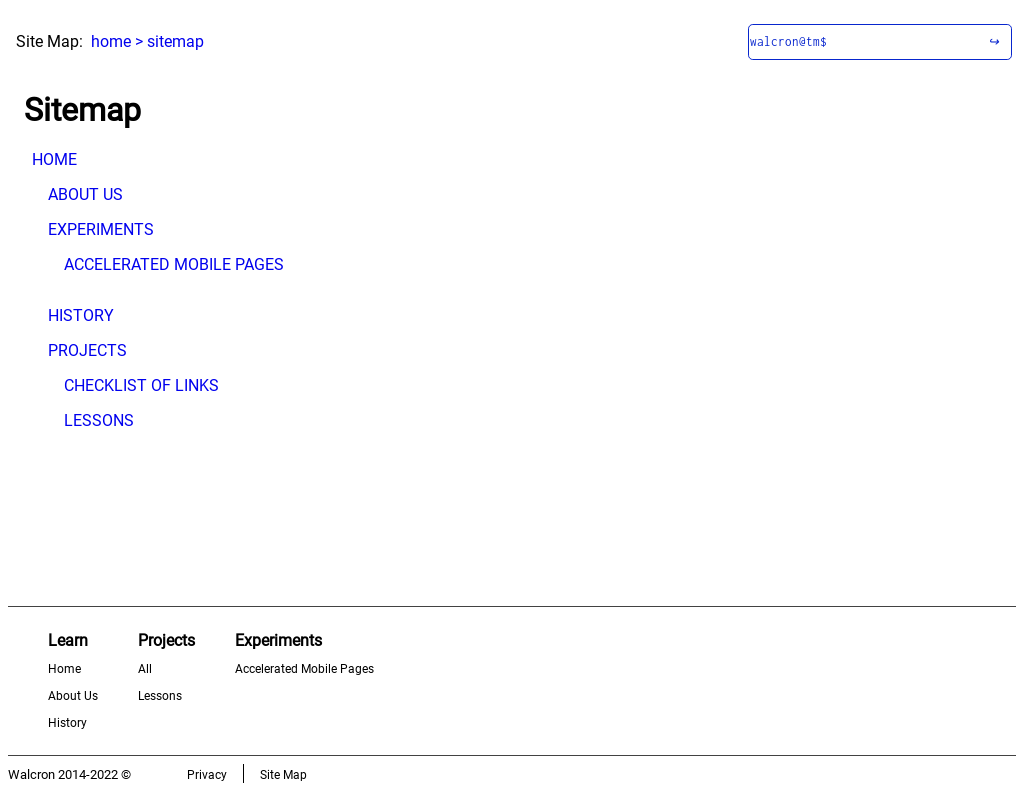 Site Map: home > sitemap
walcron@tm$ ↪
Sitemap
HOME
ABOUT US
EXPERIMENTS
ACCELERATED MOBILE PAGES
HISTORY
PROJECTS
CHECKLIST OF LINKS
LESSONS
Learn
Home
About Us
History
Projects
All
Lessons
Experiments
Accelerated Mobile Pages
Walcron 2014-2022 ©
Privacy
Site Map